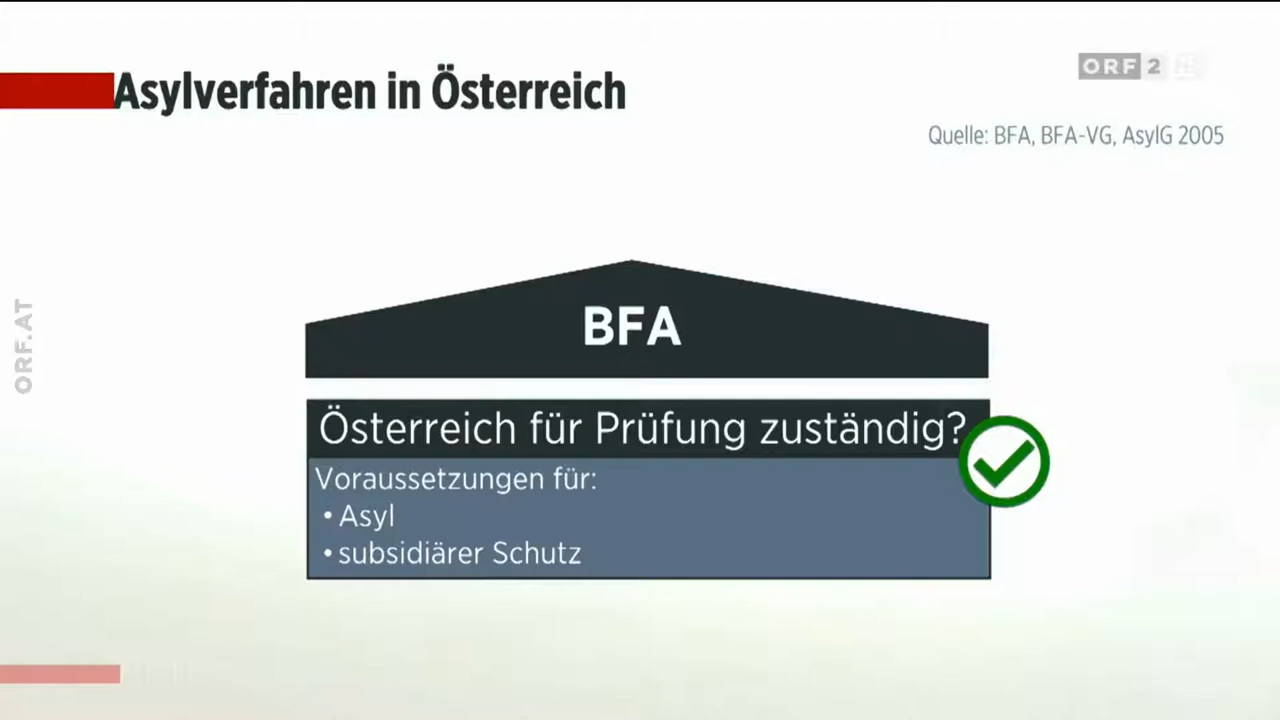 Asylverfahren in Österreich
ORF 2
Quelle: BFA, BFA-VG, AsylG 2005
ORF.AT
BFA
Österreich für Prüfung zuständig?
Voraussetzungen für:
• Asyl
• subsidiärer Schutz